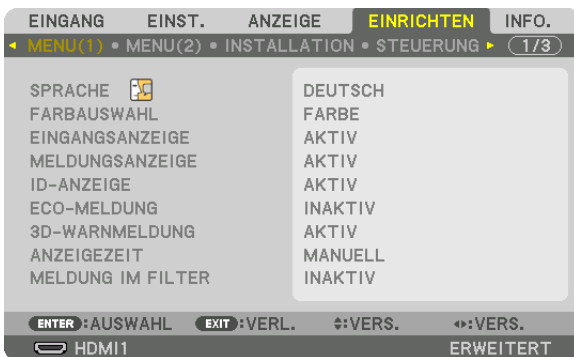 EINGANG EINST. ANZEIGE EINRICHTEN INFO.
MENU(1) • MENU(2) • INSTALLATION • STEUERUNG 1/3
SPRACHE DEUTSCH
FARBAUSWAHL FARBE
EINGANGSANZEIGE AKTIV
MELDUNGSANZEIGE AKTIV
ID-ANZEIGE AKTIV
ECO-MELDUNG INAKTIV
3D-WARNMELDUNG AKTIV
ANZEIGEZEIT MANUELL
MELDUNG IM FILTER INAKTIV
ENTER:AUSWAHL EXIT:VERL. :VERS. :VERS.
HDMI1 ERWEITERT